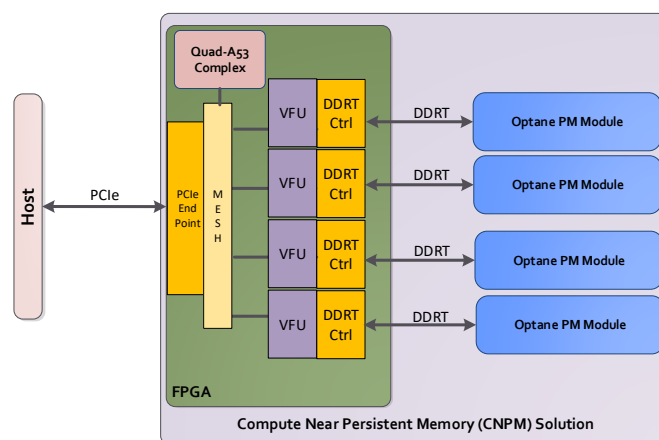 Quad-A53
Complex
Host
PCIe
PCIe
End
Point
M
E
S
H
VFU
DDRT
Ctrl
DDRT
Optane PM Module
VFU
DDRT
Ctrl
DDRT
Optane PM Module
VFU
DDRT
Ctrl
DDRT
Optane PM Module
VFU
DDRT
Ctrl
DDRT
Optane PM Module
FPGA
Compute Near Persistent Memory (CNPM) Solution